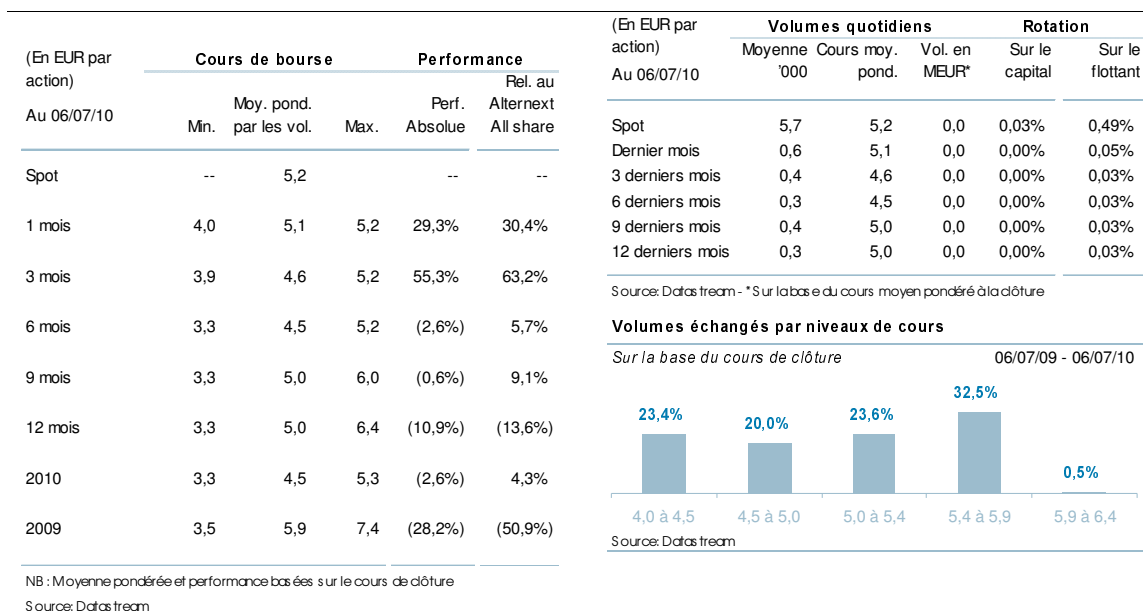 (En EUR par action) Cours de bourse Performance
Au 06/07/10 Min. Moy. pond. par les vol. Max. Perf. Absolue Rel. au Alternext All share
Spot -- 5,2 -- --
1 mois 4,0 5,1 5,2 29,3% 30,4%
3 mois 3,9 4,6 5,2 55,3% 63,2%
6 mois 3,3 4,5 5,2 (2,6%) 5,7%
9 mois 3,3 5,0 6,0 (0,6%) 9,1%
12 mois 3,3 5,0 6,4 (10,9%) (13,6%)
2010 3,3 4,5 5,3 (2,6%) 4,3%
2009 3,5 5,9 7,4 (28,2%) (50,9%)
NB : Moyenne pondérée et performance basées sur le cours de clôture
Source: Datastream
(En EUR par action) Volumes quotidiens Rotation
Au 06/07/10 Moyenne '000 Cours moy. pond. Vol. en MEUR* Sur le capital Sur le flottant
Spot 5,7 5,2 0,0 0,03% 0,49%
Dernier mois 0,6 5,1 0,0 0,00% 0,05%
3 derniers mois 0,4 4,6 0,0 0,00% 0,03%
6 derniers mois 0,3 4,5 0,0 0,00% 0,03%
9 derniers mois 0,4 5,0 0,0 0,00% 0,03%
12 derniers mois 0,3 5,0 0,0 0,00% 0,03%
Source: Datastream - * Sur la base du cours moyen pondéré à la clôture
Volumes échangés par niveaux de cours
Sur la base du cours de clôture 06/07/09 - 06/07/10
23,4% 20,0% 23,6% 32,5% 0,5%
4,0 à 4,5 4,5 à 5,0 5,0 à 5,4 5,4 à 5,9 5,9 à 6,4
Source: Datastream